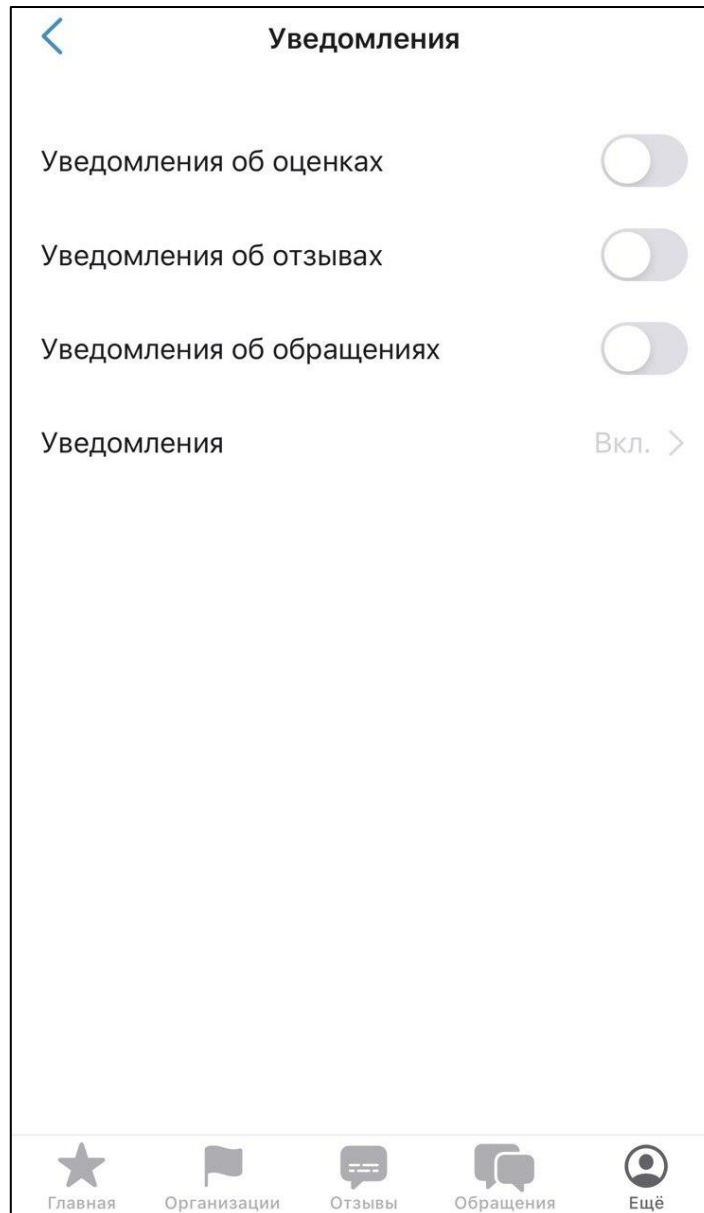 Уведомления
Уведомления об оценках
Уведомления об отзывах
Уведомления об обращениях
Уведомления Вкл.
Главная Организации Отзывы Обращения Ещё